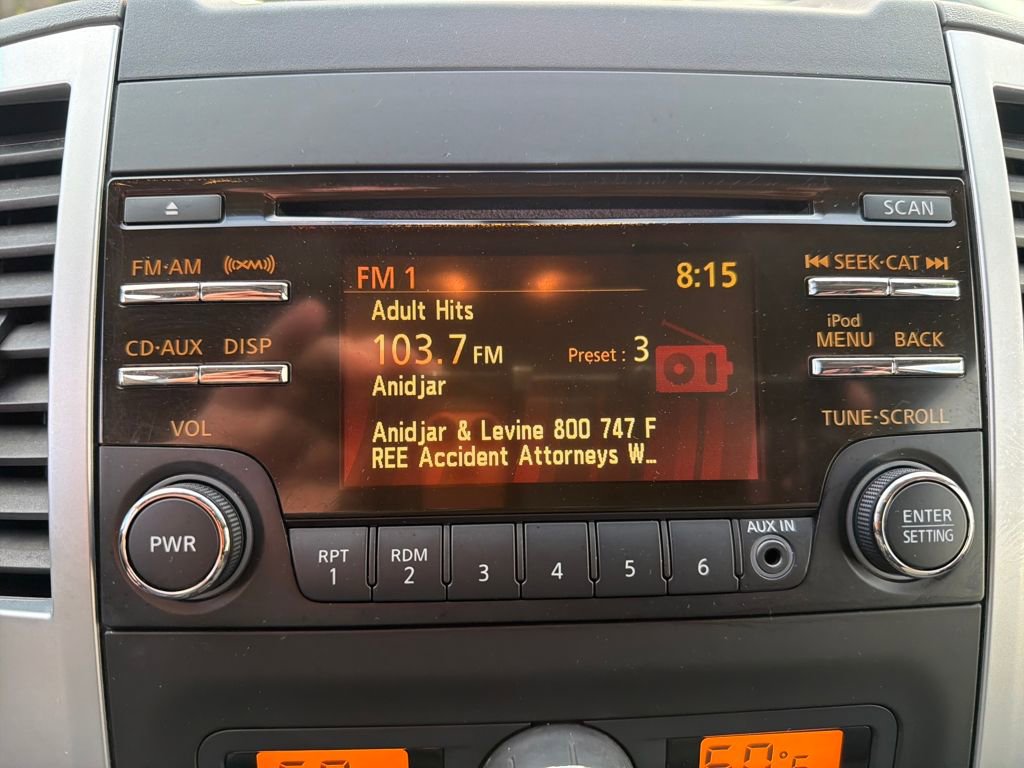 SCAN
FM·AM
((XM))
SEEK·CAT
FM 1
8:15
Adult Hits
103.7 FM
Preset : 3
Anidjar
Anidjar & Levine 800 747 F
REE Accident Attorneys W…
CD·AUX
DISP
iPod
MENU
BACK
VOL
TUNE·SCROLL
PWR
ENTER
SETTING
RPT
1
RDM
2
3
4
5
6
AUX IN